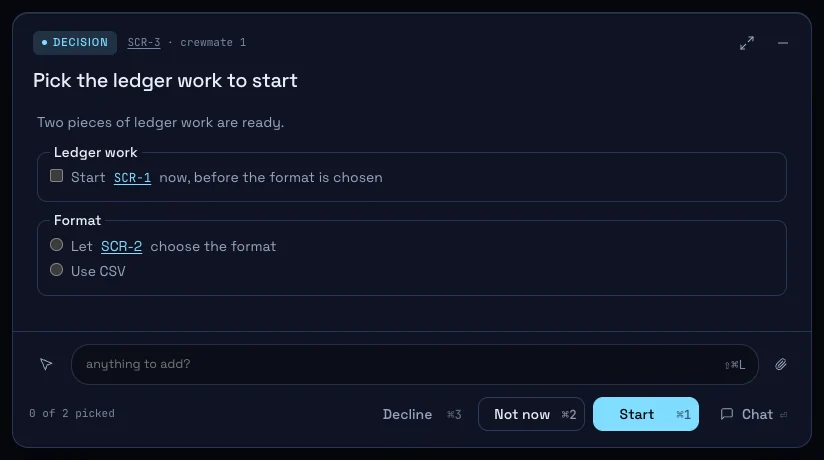 DECISION SCR-3 · crewmate 1
Pick the ledger work to start
Two pieces of ledger work are ready.
Ledger work
Start SCR-1 now, before the format is chosen
Format
Let SCR-2 choose the format
Use CSV
anything to add? ⇧⌘L
0 of 2 picked Decline ⌘3 Not now ⌘2 Start ⌘1 Chat ⏎